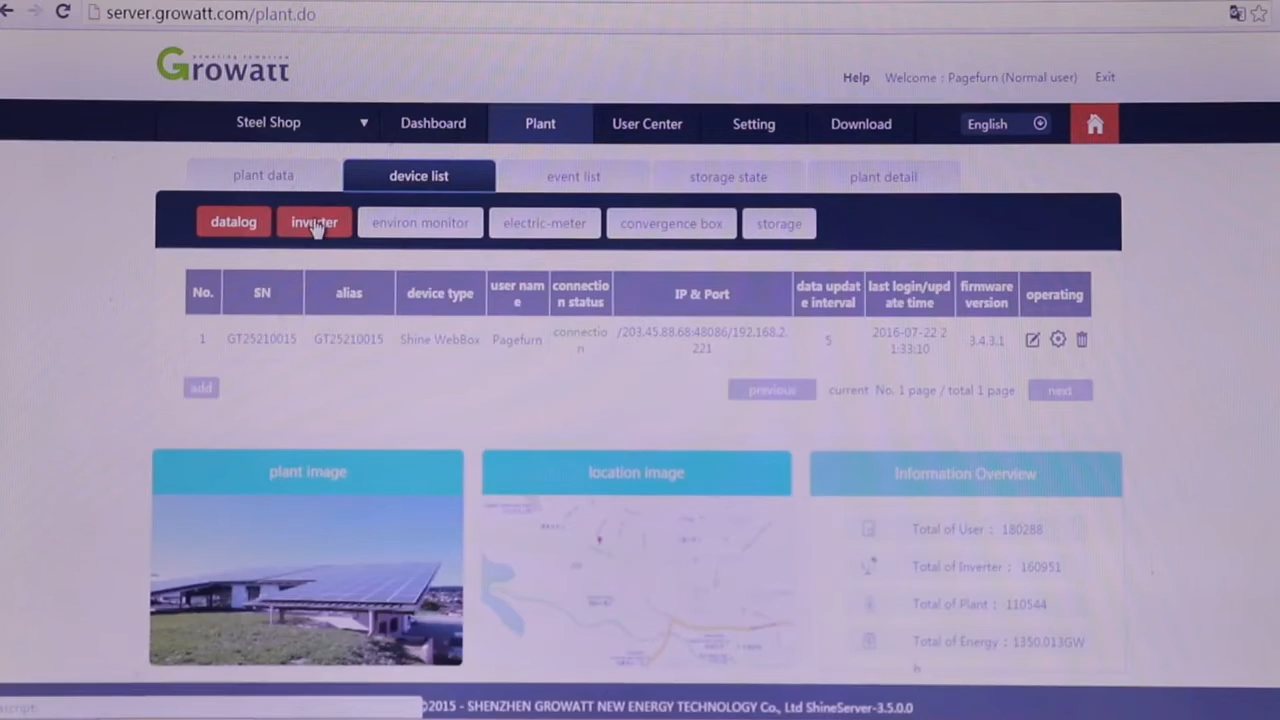 server.growatt.com/plant.do
powering tomorrow
Growatt
Help Welcome : Pagefurn (Normal user) Exit
Steel Shop ▼ Dashboard Plant User Center Setting Download English
plant data device list event list storage state plant detail
datalog inverter environ monitor electric-meter convergence box storage
No. SN alias device type user nam connectio IP & Port data updat last login/upd firmware operating
e n status e interval ate time version
1 GT25210015 GT25210015 Shine WebBox Pagefurn connectio /203.45.88.68:48086/192.168.2. 5 2016-07-22 2 3.4.3.1
n 221 1:33:10
add previous current No. 1 page / total 1 page next
plant image location image Information Overview
Total of User : 180288
Total of Inverter : 160951
Total of Plant : 110544
Total of Energy : 1350.013GW
h
©2015 - SHENZHEN GROWATT NEW ENERGY TECHNOLOGY Co., Ltd ShineServer-3.5.0.0